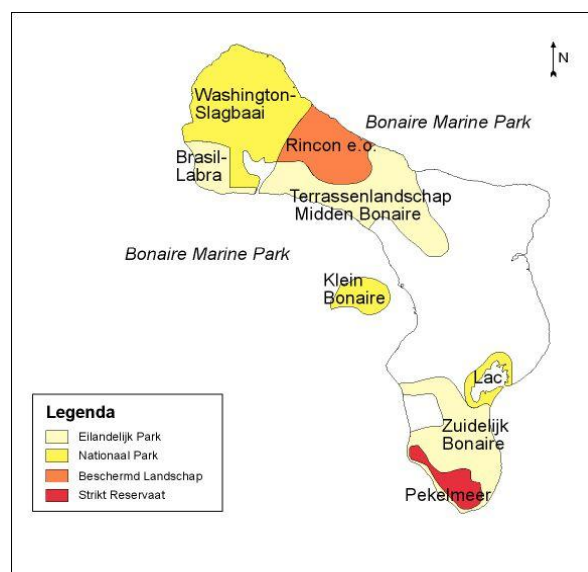 N
Washington-
Slagbaai
Bonaire Marine Park
Rincon e.o.
Brasil-
Labra
Terrassenlandschap
Midden Bonaire
Bonaire Marine Park
Klein
Bonaire
Lac
Zuidelijk
Bonaire
Pekelmeer
Legenda
Eilandelijk Park
Nationaal Park
Beschermd Landschap
Strikt Reservaat